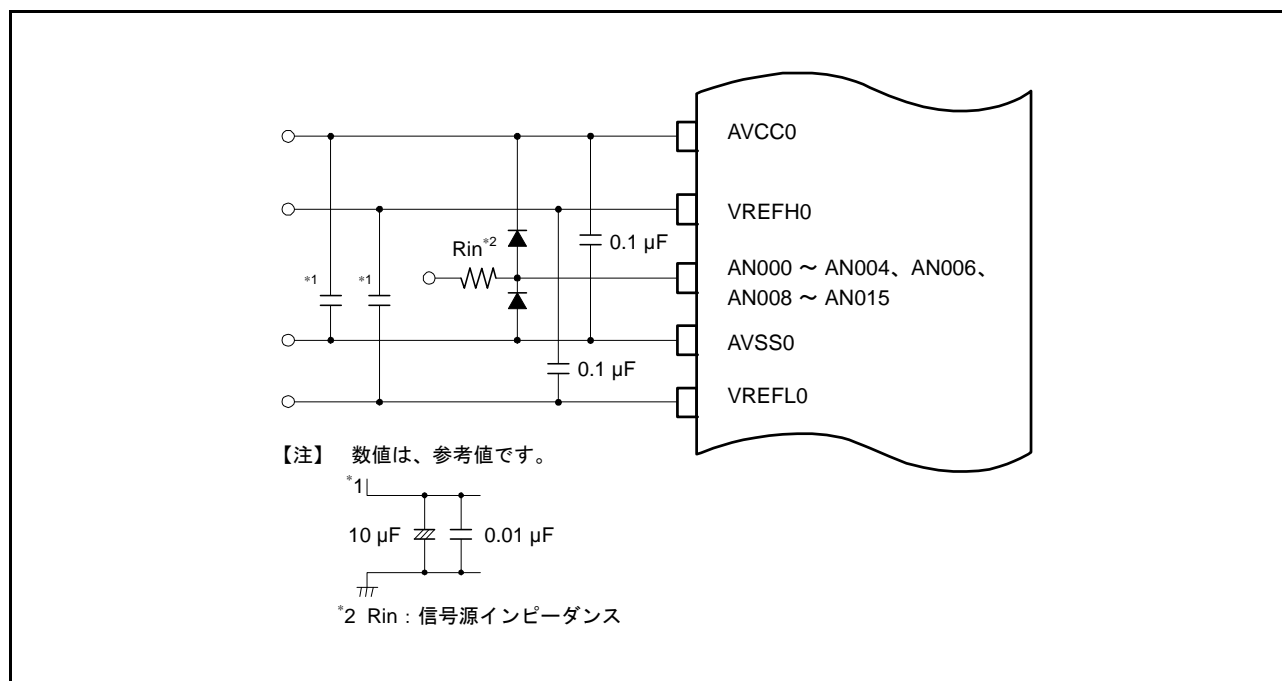 AVCC0
VREFH0
Rin*2
0.1 µF
*1
*1
AN000 ～ AN004、AN006、
AN008 ～ AN015
AVSS0
0.1 µF
VREFL0
【注】 数値は、参考値です。
*1
10 µF
0.01 µF
*2 Rin：信号源インピーダンス